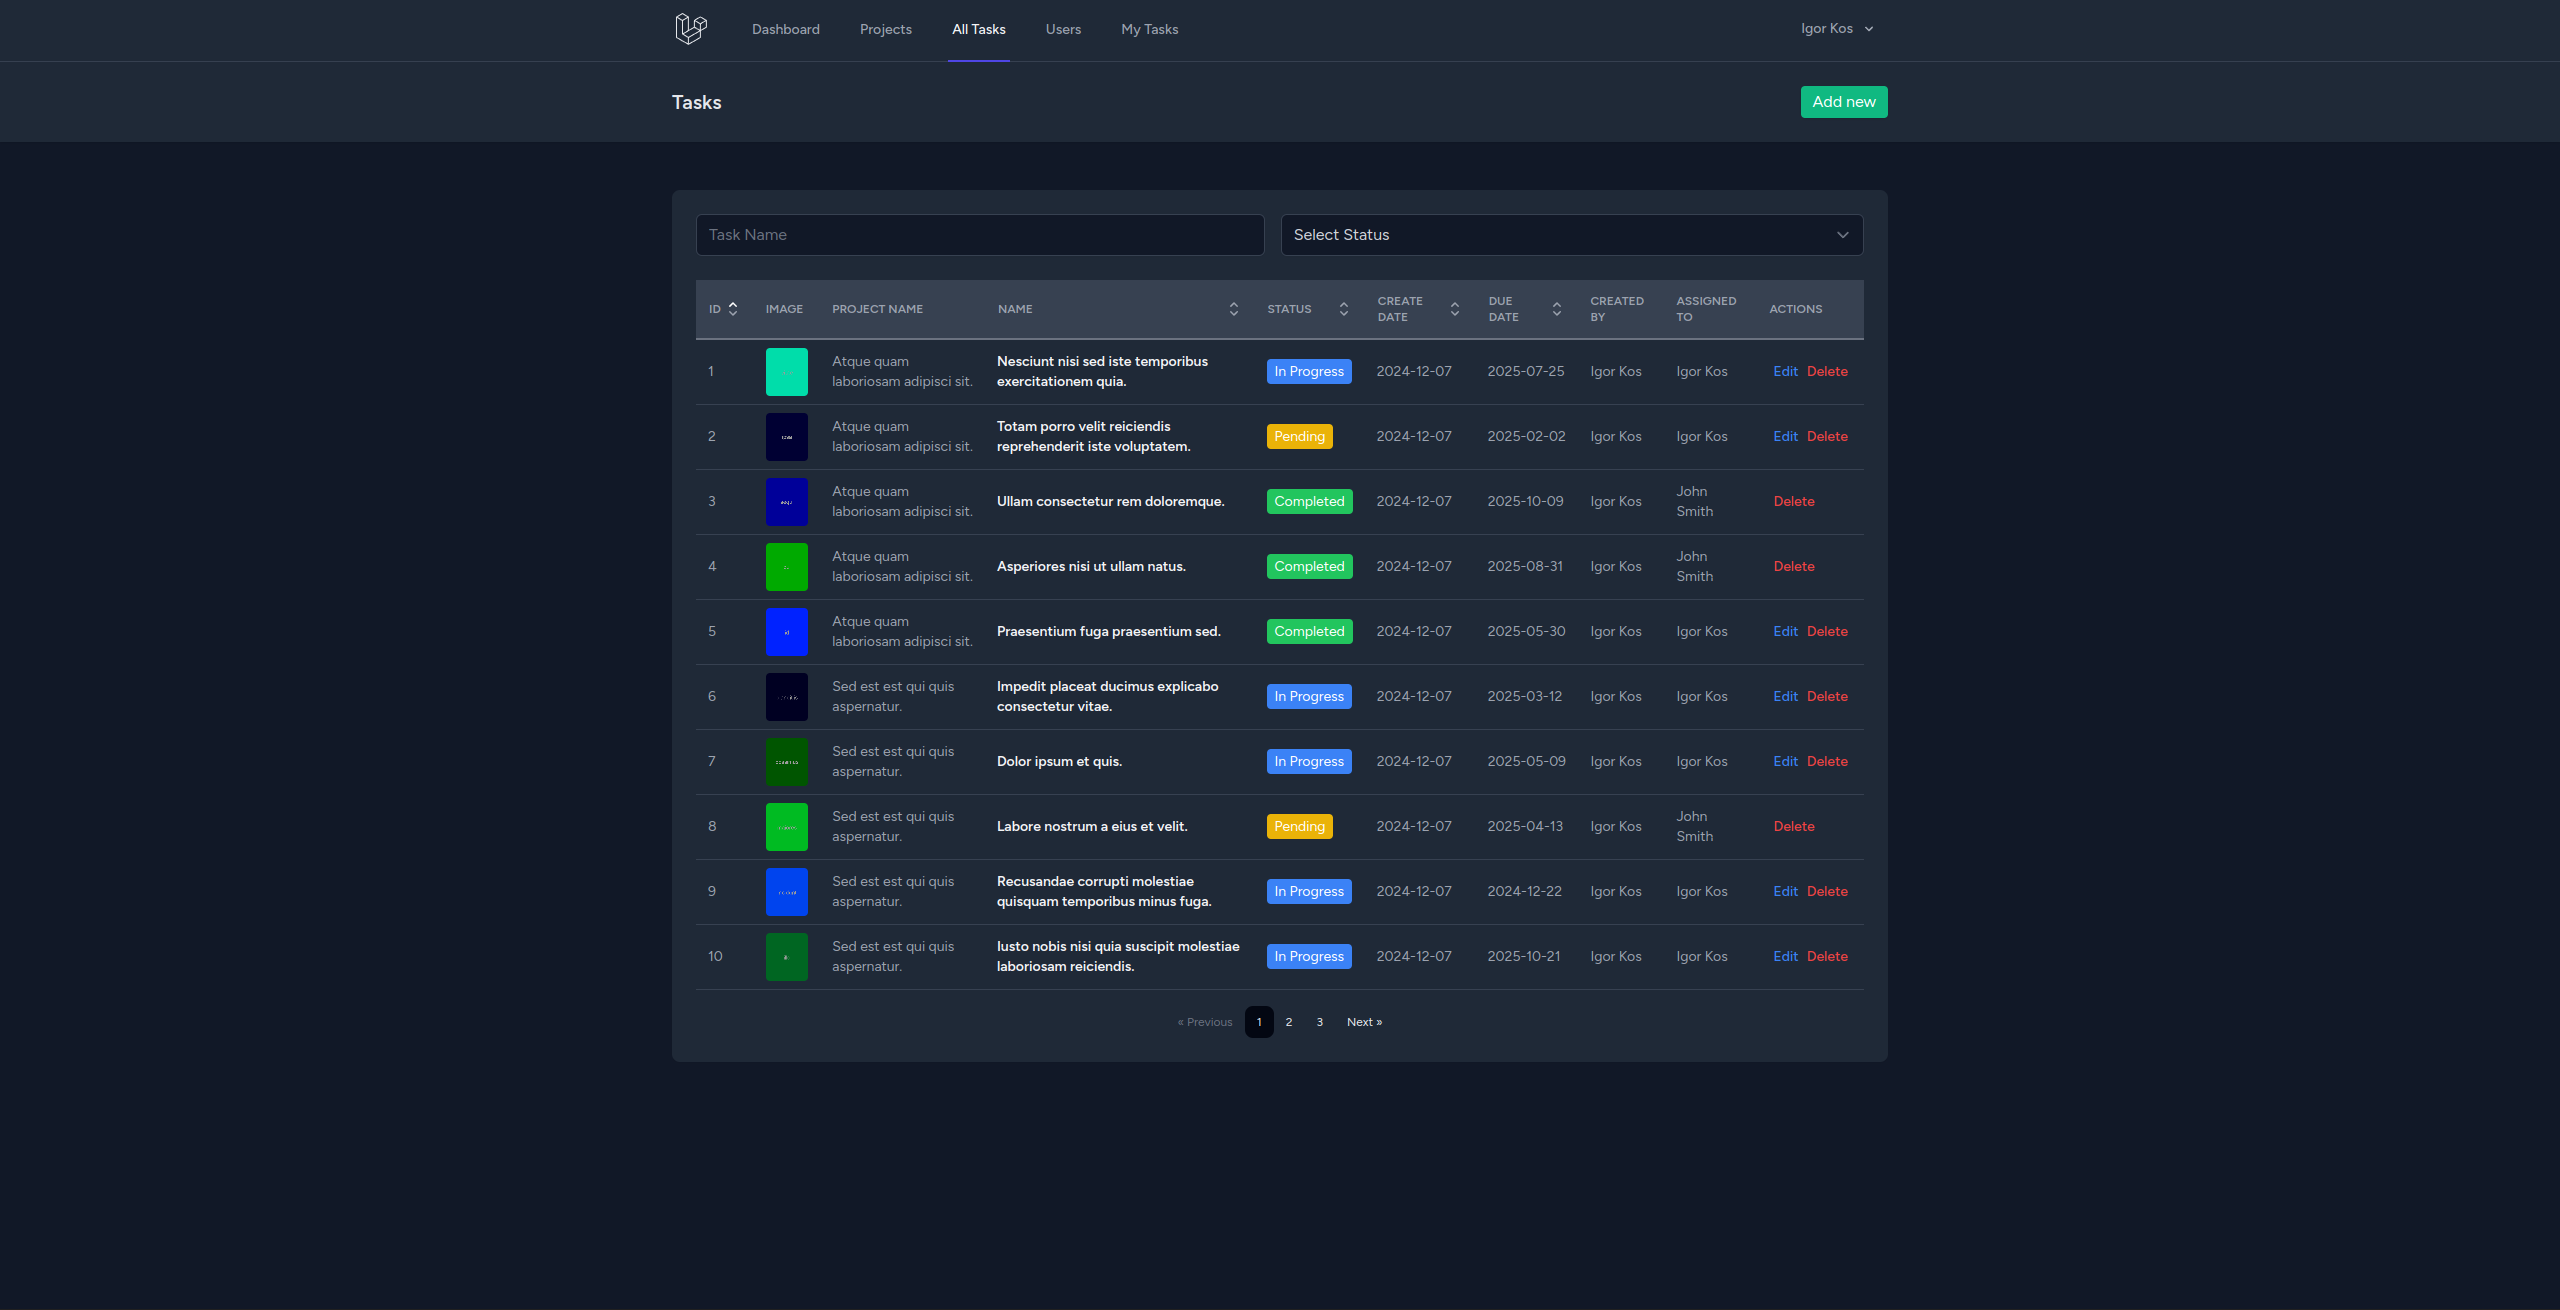 Dashboard Projects All Tasks Users My Tasks Igor Kos
Tasks Add new
Task Name Select Status
ID IMAGE PROJECT NAME NAME STATUS CREATE DATE DUE DATE CREATED BY ASSIGNED TO ACTIONS
1 Atque quam laboriosam adipisci sit. Nesciunt nisi sed iste temporibus exercitationem quia. In Progress 2024-12-07 2025-07-25 Igor Kos Igor Kos Edit Delete
2 Atque quam laboriosam adipisci sit. Totam porro velit reiciendis reprehenderit iste voluptatem. Pending 2024-12-07 2025-02-02 Igor Kos Igor Kos Edit Delete
3 Atque quam laboriosam adipisci sit. Ullam consectetur rem doloremque. Completed 2024-12-07 2025-10-09 Igor Kos John Smith Delete
4 Atque quam laboriosam adipisci sit. Asperiores nisi ut ullam natus. Completed 2024-12-07 2025-08-31 Igor Kos John Smith Delete
5 Atque quam laboriosam adipisci sit. Praesentium fuga praesentium sed. Completed 2024-12-07 2025-05-30 Igor Kos Igor Kos Edit Delete
6 Sed est est qui quis aspernatur. Impedit placeat ducimus explicabo consectetur vitae. In Progress 2024-12-07 2025-03-12 Igor Kos Igor Kos Edit Delete
7 Sed est est qui quis aspernatur. Dolor ipsum et quis. In Progress 2024-12-07 2025-05-09 Igor Kos Igor Kos Edit Delete
8 Sed est est qui quis aspernatur. Labore nostrum a eius et velit. Pending 2024-12-07 2025-04-13 Igor Kos John Smith Delete
9 Sed est est qui quis aspernatur. Recusandae corrupti molestiae quisquam temporibus minus fuga. In Progress 2024-12-07 2024-12-22 Igor Kos Igor Kos Edit Delete
10 Sed est est qui quis aspernatur. Iusto nobis nisi quia suscipit molestiae laboriosam reiciendis. In Progress 2024-12-07 2025-10-21 Igor Kos Igor Kos Edit Delete
« Previous 1 2 3 Next »